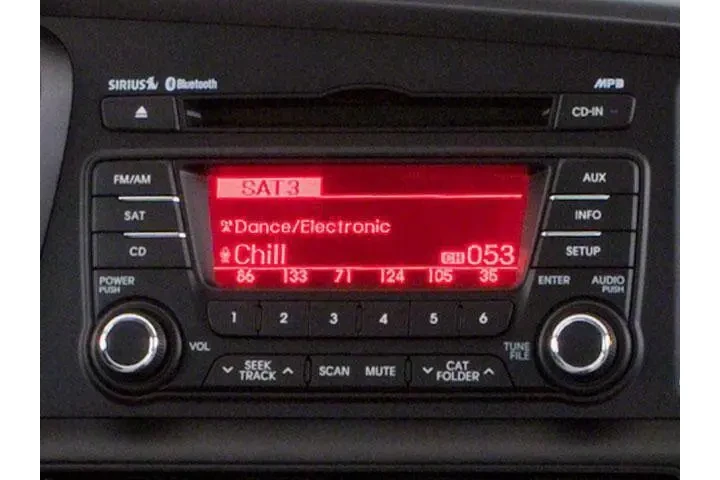 SIRIUS Bluetooth MP3
CD-IN
FM/AM SAT3 AUX
SAT Dance/Electronic INFO
CD Chill CH 053 SETUP
86 133 71 124 105 35
POWER PUSH ENTER AUDIO PUSH
1 2 3 4 5 6
VOL TUNE FILE
SEEK TRACK SCAN MUTE CAT FOLDER